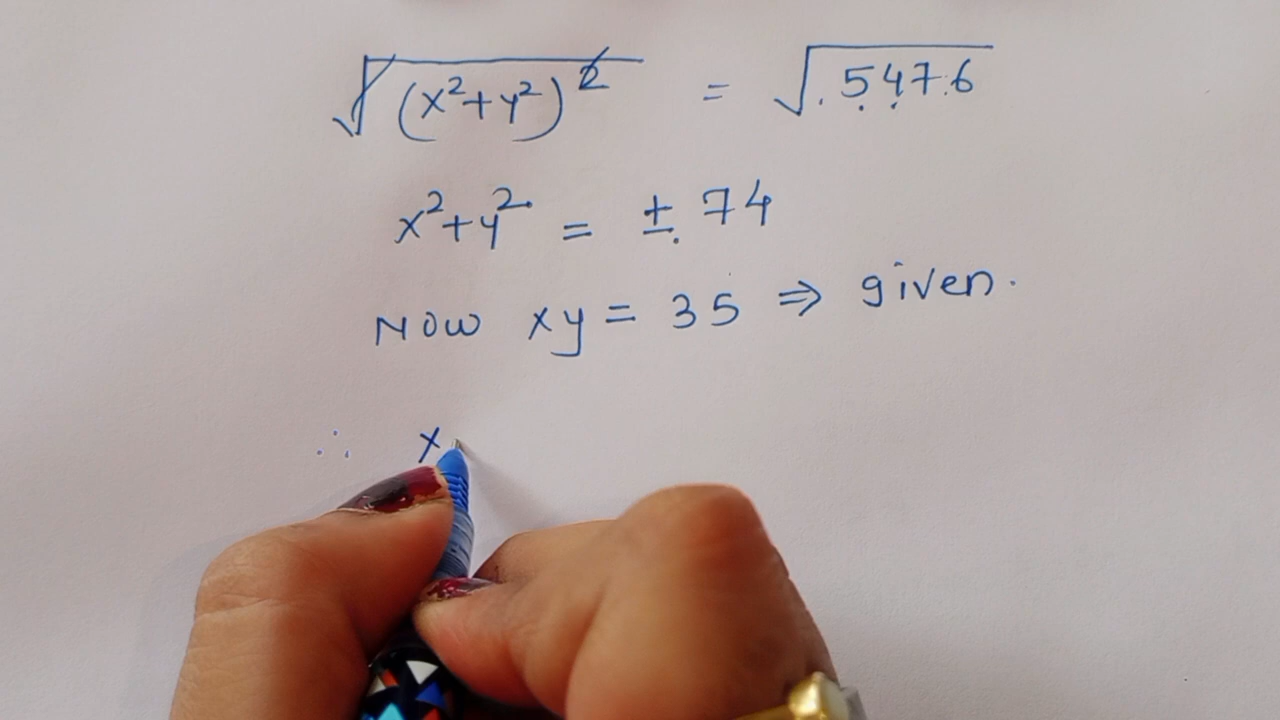 √(x²+y²)² = √5476
x²+y² = ± 74
Now xy = 35 ⇒ given.
∴ x